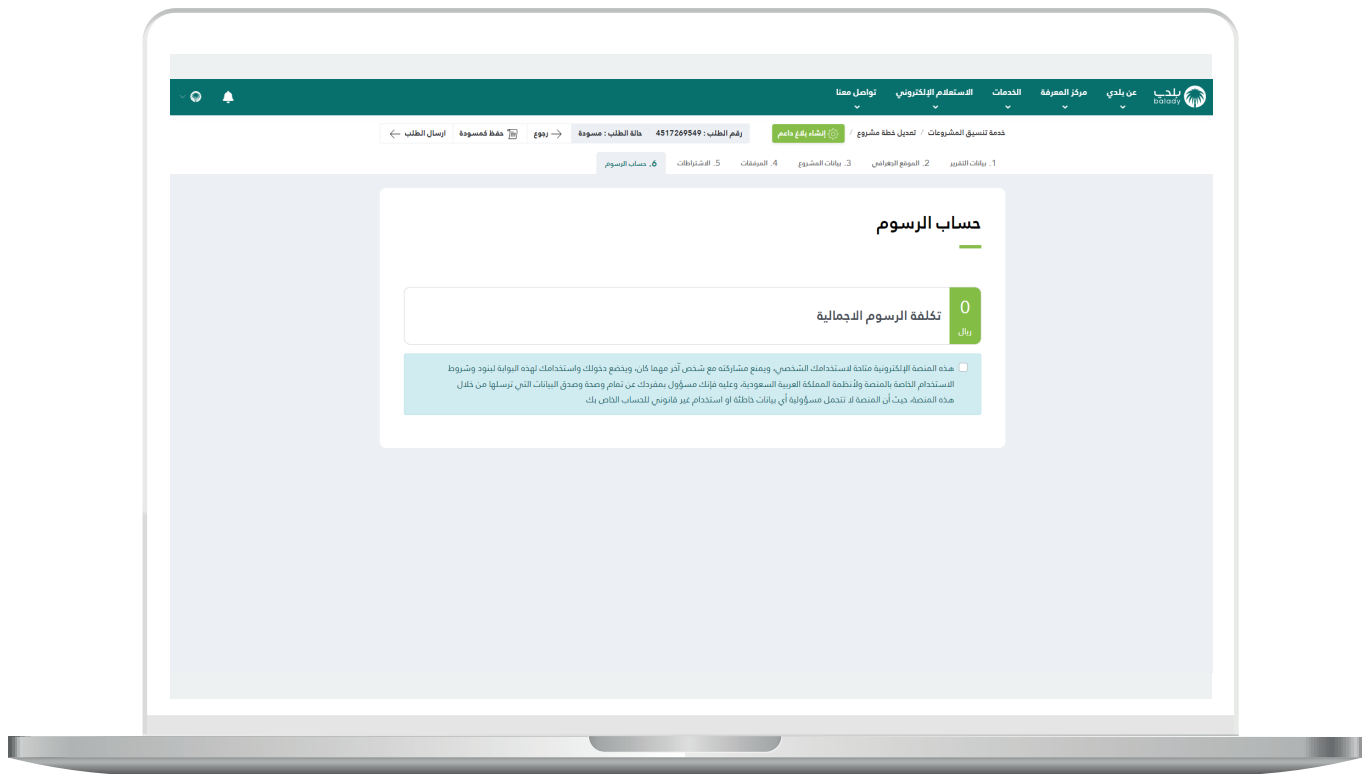 بلدي balady عن بلدي مركز المعرفة الخدمات الاستعلام الإلكتروني تواصل معنا
خدمة تنسيق المشروعات / تعديل خطة مشروع / إنشاء بلاغ داعم رقم الطلب : 4517269549 حالة الطلب : مسودة رجوع حفظ كمسودة ارسال الطلب
1. بيانات التقرير 2. الموقع الجغرافي 3. بيانات المشروع 4. المرفقات 5. الاشتراطات 6. حساب الرسوم
حساب الرسوم
0 ريال تكلفة الرسوم الاجمالية
هذه المنصة الإلكترونية متاحة لاستخدامك الشخصي، ويمنع مشاركته مع شخص آخر مهما كان، ويخضع دخولك واستخدامك لهذه البوابة لبنود وشروط
الاستخدام الخاصة بالمنصة ولأنظمة المملكة العربية السعودية، وعليه فإنك مسؤول بمفردك عن تمام وصحة وصدق البيانات التي ترسلها من خلال
هذه المنصة، حيث أن المنصة لا تتحمل مسؤولية أي بيانات خاطئة او استخدام غير قانوني للحساب الخاص بك